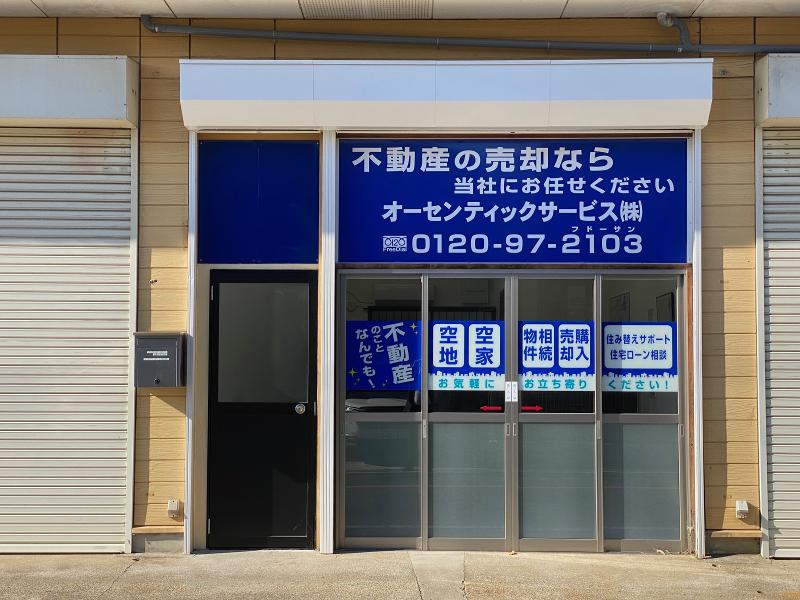 不動産の売却なら
当社にお任せください
オーセンティックサービス㈱
フドーサン
0120
FreeDial
0120-97-2103
不動産
のこと
なんでも!
空地
空家
相続物件
購入売却
住み替えサポート
住宅ローン相談
お気軽に
お立ち寄り
ください!